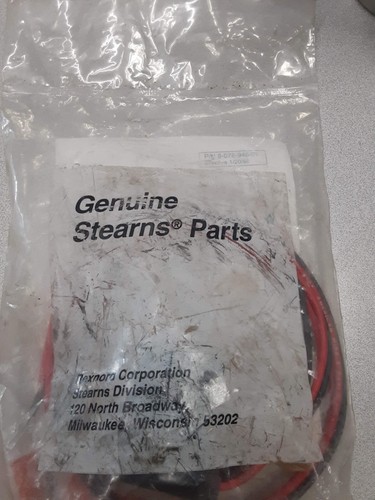 Genuine
Stearns® Parts
Rexnord Corporation
Stearns Division
120 North Broadway
Milwaukee, Wisconsin 53202